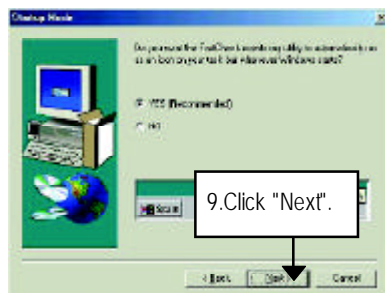 Startup Mode
Do you want the FastCheck monitoring utility to automatically run
as an icon on your task bar whenever Windows starts?
YES (Recommended)
NO
9.Click "Next".
< Back
Next >
Cancel